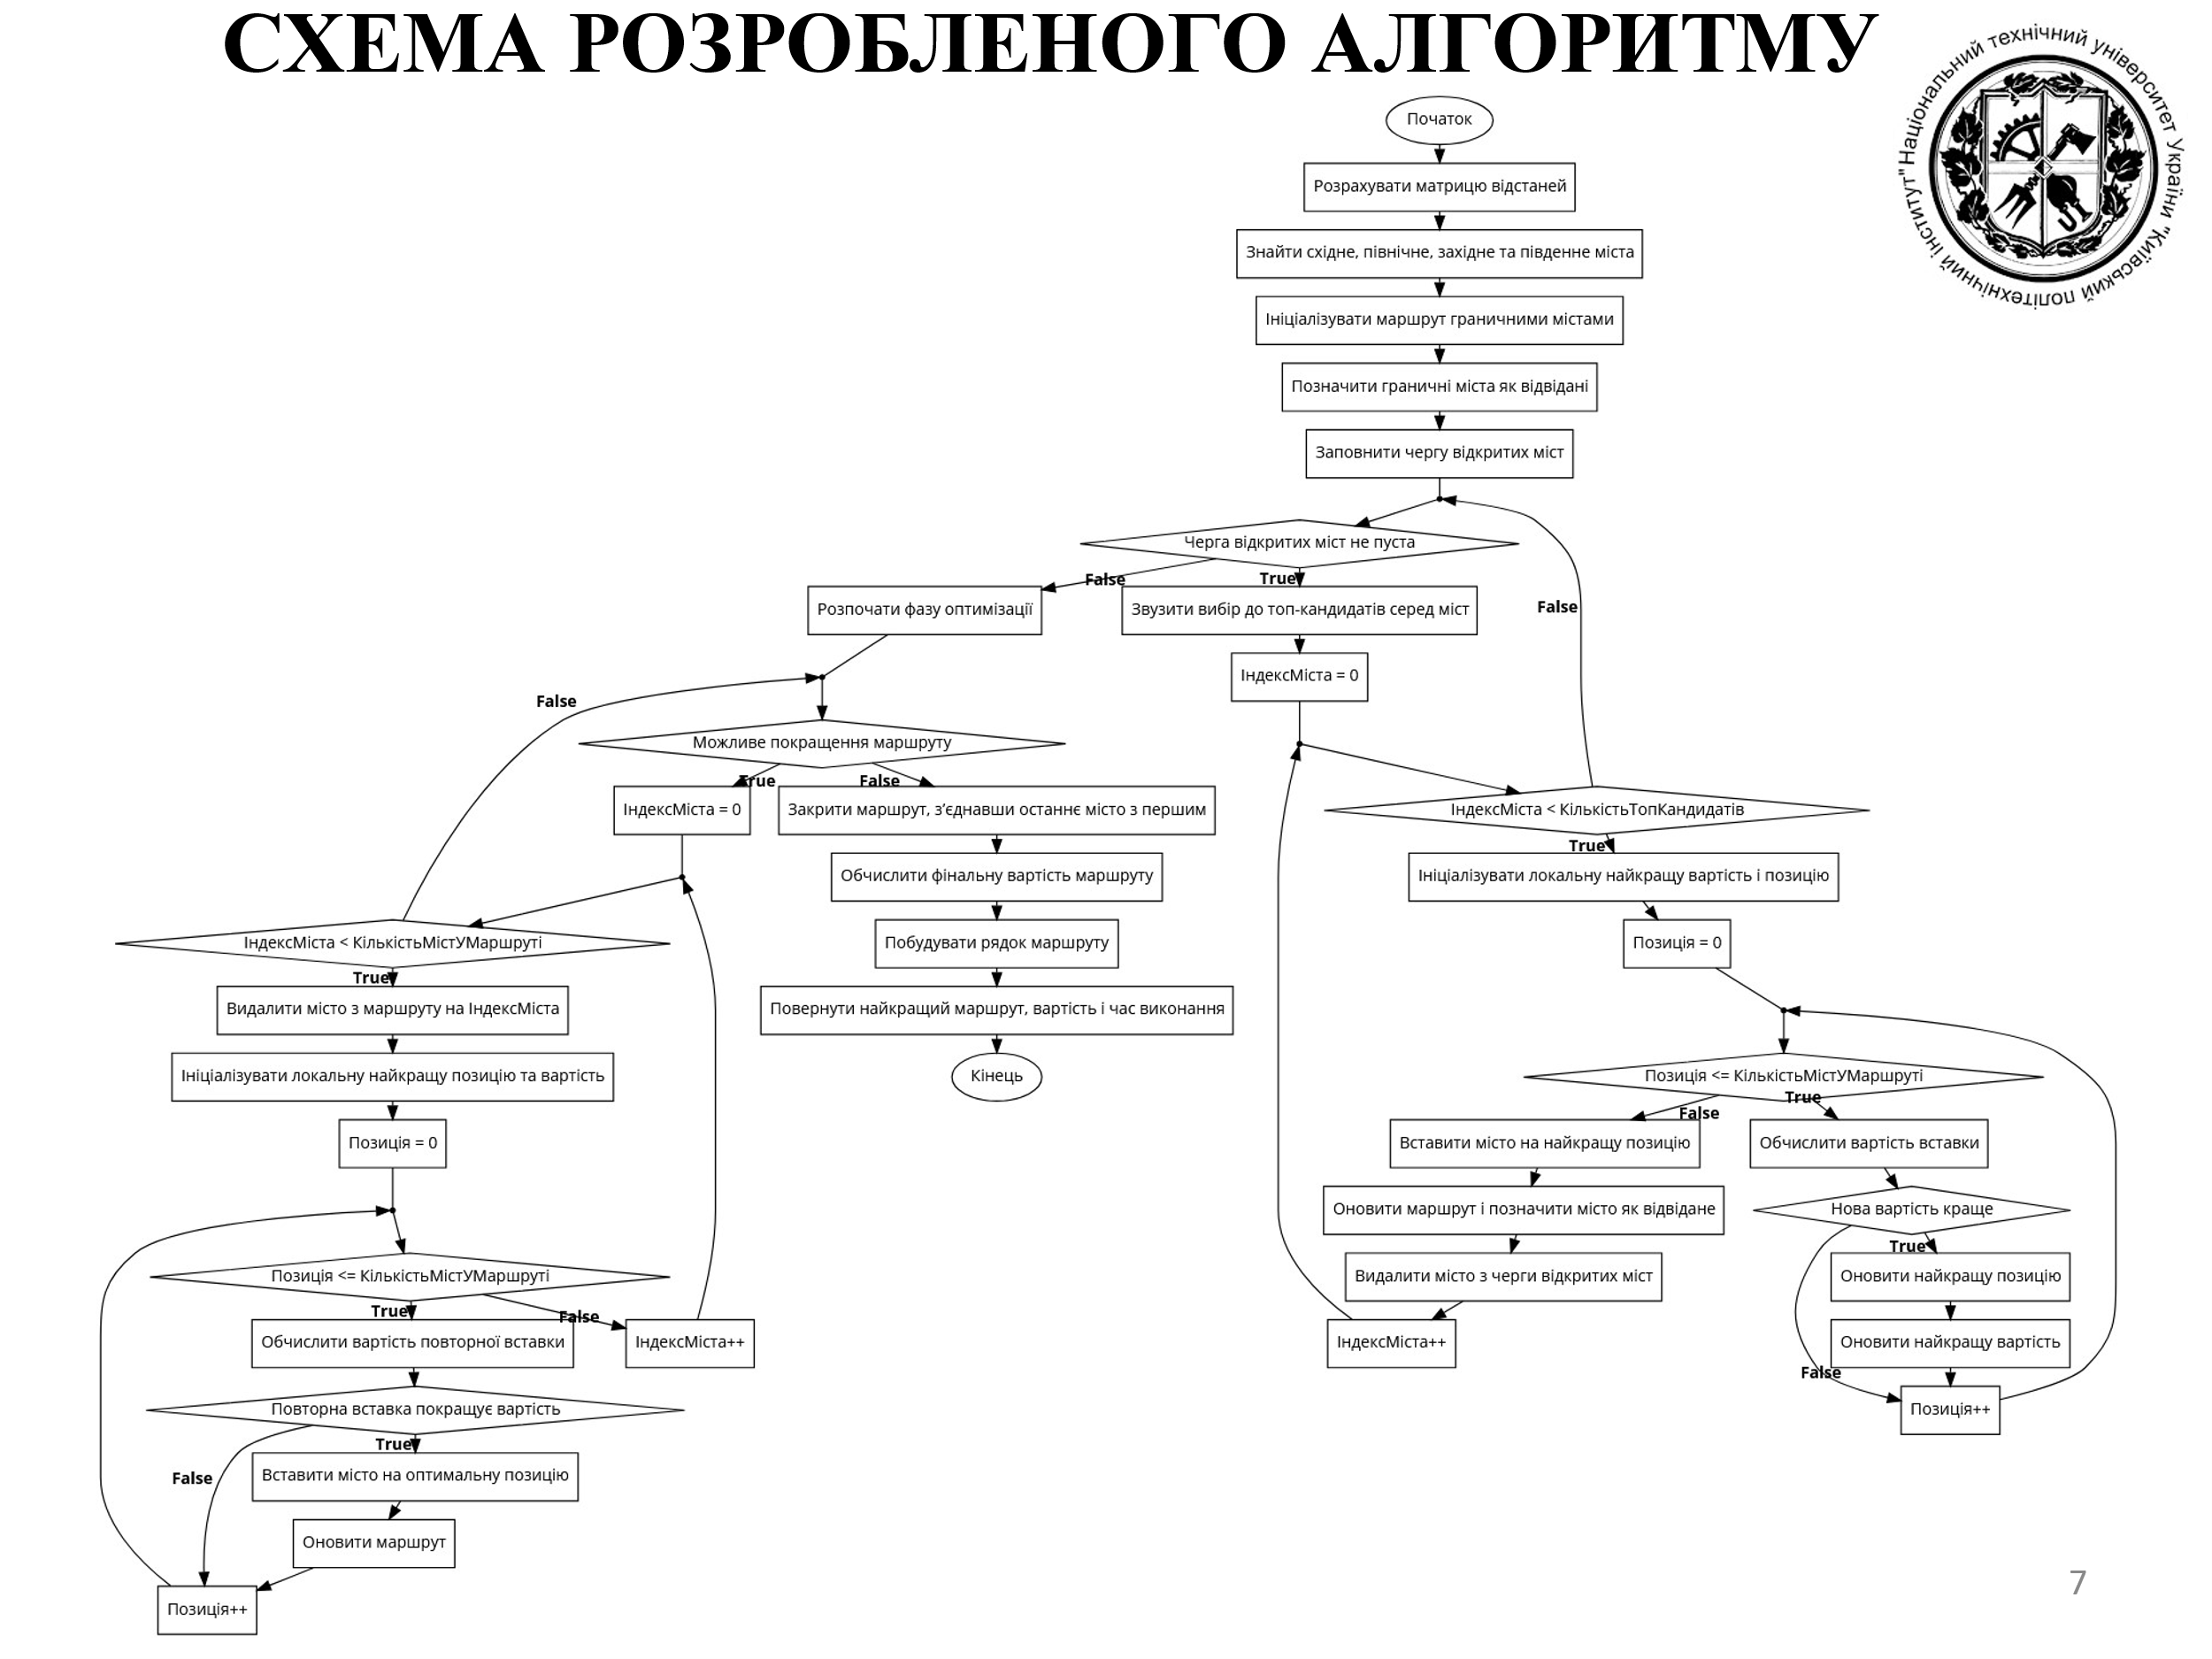 СХЕМА РОЗРОБЛЕНОГО АЛГОРИТМУ
Національний технічний університет України "Київський політехнічний інститут"
Початок
Розрахувати матрицю відстаней
Знайти східне, північне, західне та південне міста
Ініціалізувати маршрут граничними містами
Позначити граничні міста як відвідані
Заповнити чергу відкритих міст
Черга відкритих міст не пуста
False
True
Розпочати фазу оптимізації
Звузити вибір до топ-кандидатів серед міст
False
ІндексМіста = 0
False
Можливе покращення маршруту
True
False
ІндексМіста = 0
Закрити маршрут, з’єднавши останнє місто з першим
ІндексМіста < КількістьТопКандидатів
True
Обчислити фінальну вартість маршруту
Ініціалізувати локальну найкращу вартість і позицію
ІндексМіста < КількістьМістУМаршруті
Побудувати рядок маршруту
Позиція = 0
True
Видалити місто з маршруту на ІндексМіста
Повернути найкращий маршрут, вартість і час виконання
Ініціалізувати локальну найкращу позицію та вартість
Кінець
Позиція <= КількістьМістУМаршруті
False
True
Позиція = 0
Вставити місто на найкращу позицію
Обчислити вартість вставки
Оновити маршрут і позначити місто як відвідане
Нова вартість краще
True
Позиція <= КількістьМістУМаршруті
Видалити місто з черги відкритих міст
Оновити найкращу позицію
True
False
Обчислити вартість повторної вставки
ІндексМіста++
ІндексМіста++
Оновити найкращу вартість
False
Повторна вставка покращує вартість
Позиція++
True
False
Вставити місто на оптимальну позицію
Оновити маршрут
Позиція++
7